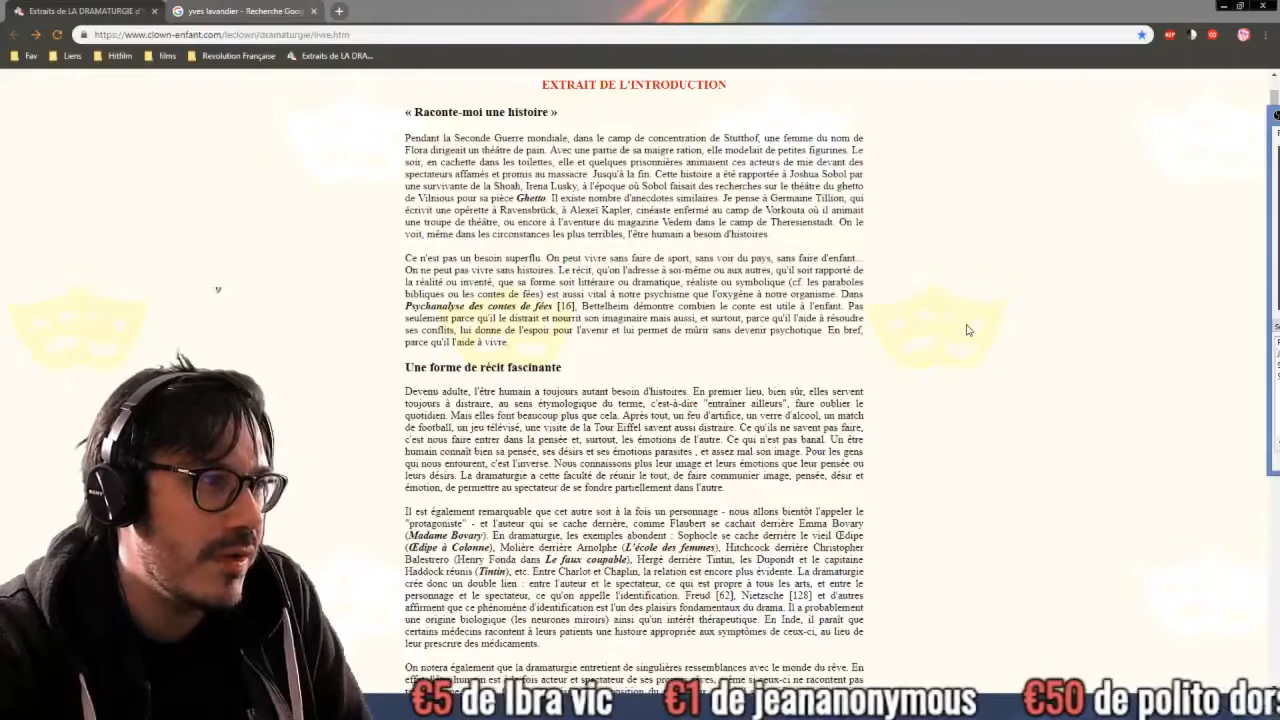 Extraits de LA DRAMATURGIE d'
yves lavandier - Recherche Goog
https://www.clown-enfant.com/leclown/dramaturgie/livre.htm
Fav
Liens
Hitfilm
films
Revolution Française
Extraits de LA DRA...
EXTRAIT DE L'INTRODUCTION
« Raconte-moi une histoire »
Pendant la Seconde Guerre mondiale, dans le camp de concentration de Stutthof, une femme du nom de
Flora dirigeait un théâtre de pain. Avec une partie de sa maigre ration, elle modelait de petites figurines. Le
soir, en cachette dans les toilettes, elle et quelques prisonnières animaient ces acteurs de mie devant des
spectateurs affamés et promis au massacre. Jusqu'à la fin. Cette histoire a été rapportée à Joshua Sobol par
une survivante de la Shoah, Irena Lusky, à l'époque où Sobol faisait des recherches sur le théâtre du ghetto
de Vilnious pour sa pièce Ghetto. Il existe nombre d'anecdotes similaires. Je pense à Germaine Tillion, qui
écrivit une opérette à Ravensbrück, à Alexeï Kapler, cinéaste enfermé au camp de Vorkouta où il animait
une troupe de théâtre, ou encore à l'aventure du magazine Vedem dans le camp de Theresienstadt. On le
voit, même dans les circonstances les plus terribles, l'être humain a besoin d'histoires.
Ce n'est pas un besoin superflu. On peut vivre sans faire de sport, sans voir du pays, sans faire d'enfant...
On ne peut pas vivre sans histoires. Le récit, qu'on l'adresse à soi-même ou aux autres, qu'il soit rapporté de
la réalité ou inventé, que sa forme soit littéraire ou dramatique, réaliste ou symbolique (cf. les paraboles
bibliques ou les contes de fées) est aussi vital à notre psychisme que l'oxygène à notre organisme. Dans
Psychanalyse des contes de fées [16], Bettelheim démontre combien le conte est utile à l'enfant. Pas
seulement parce qu'il le distrait et nourrit son imaginaire mais aussi, et surtout, parce qu'il l'aide à résoudre
ses conflits, lui donne de l'espoir pour l'avenir et lui permet de mûrir sans devenir psychotique. En bref,
parce qu'il l'aide à vivre.
Une forme de récit fascinante
Devenu adulte, l'être humain a toujours autant besoin d'histoires. En premier lieu, bien sûr, elles servent
toujours à distraire, au sens étymologique du terme, c'est-à-dire "entraîner ailleurs", faire oublier le
quotidien. Mais elles font beaucoup plus que cela. Après tout, un feu d'artifice, un verre d'alcool, un match
de football, un jeu télévisé, une visite de la Tour Eiffel savent aussi distraire. Ce qu'ils ne savent pas faire,
c'est nous faire entrer dans la pensée et, surtout, les émotions de l'autre. Ce qui n'est pas banal. Un être
humain connaît bien sa pensée, ses désirs et ses émotions parasites , et assez mal son image. Pour les gens
qui nous entourent, c'est l'inverse. Nous connaissons plus leur image et leurs émotions que leur pensée ou
leurs désirs. La dramaturgie a cette faculté de réunir le tout, de faire communier image, pensée, désir et
émotion, de permettre au spectateur de se fondre partiellement dans l'autre.
Il est également remarquable que cet autre soit à la fois un personnage - nous allons bientôt l'appeler le
"protagoniste" - et l'auteur qui se cache derrière, comme Flaubert se cachait derrière Emma Bovary
(Madame Bovary). En dramaturgie, les exemples abondent : Sophocle se cache derrière le vieil Œdipe
(Œdipe à Colonne), Molière derrière Arnolphe (L'école des femmes), Hitchcock derrière Christopher
Balestrero (Henry Fonda dans Le faux coupable), Hergé derrière Tintin, les Dupondt et le capitaine
Haddock réunis (Tintin), etc. Entre Charlot et Chaplin, la relation est encore plus évidente. La dramaturgie
crée donc un double lien : entre l'auteur et le spectateur, ce qui est propre à tous les arts, et entre le
personnage et le spectateur, ce qu'on appelle l'identification. Freud [62], Nietzsche [128] et d'autres
affirment que ce phénomène d'identification est l'un des plaisirs fondamentaux du drama. Il a probablement
une origine biologique (les neurones miroirs) ainsi qu'un intérêt thérapeutique. En Inde, il paraît que
certains médecins racontent à leurs patients une histoire appropriée aux symptômes de ceux-ci, au lieu de
leur prescrire des médicaments.
On notera également que la dramaturgie entretient de singulières ressemblances avec le monde du rêve. En
SONY
€5 de Ibra vic €1 de jeananonymous €50 de polito dor